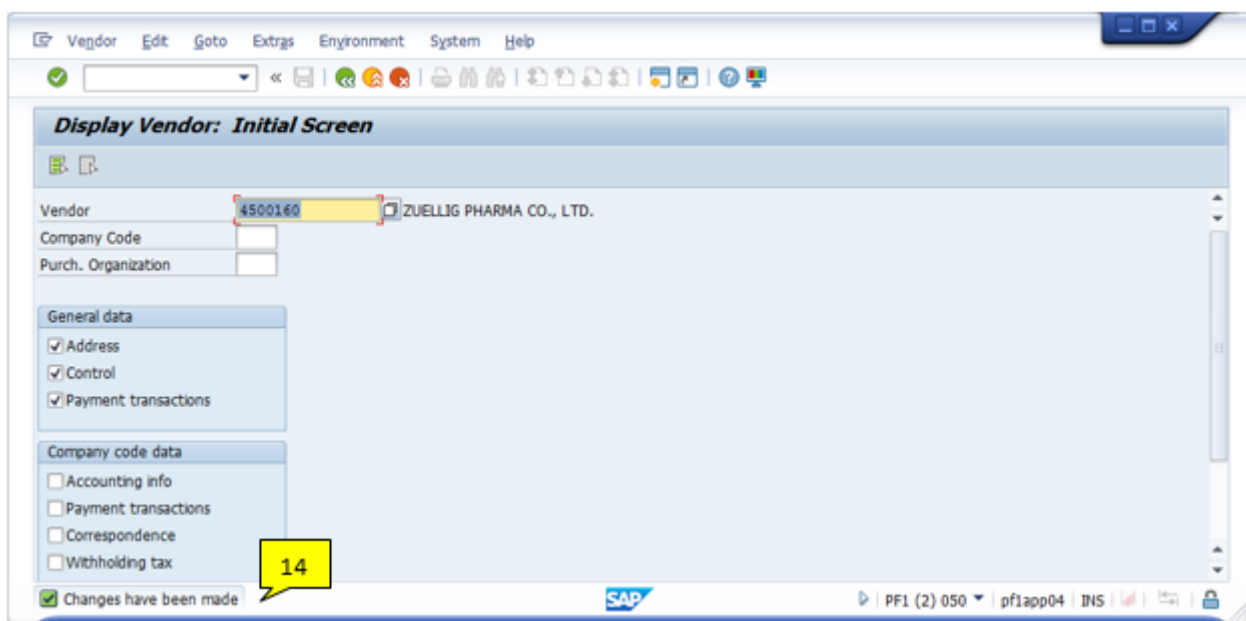 Vendor Edit Goto Extras Environment System Help
Display Vendor: Initial Screen
Vendor 4500160 ZUELLIG PHARMA CO., LTD.
Company Code
Purch. Organization
General data
Address
Control
Payment transactions
Company code data
Accounting info
Payment transactions
Correspondence
Withholding tax
14
Changes have been made SAP PF1 (2) 050 pf1app04 INS